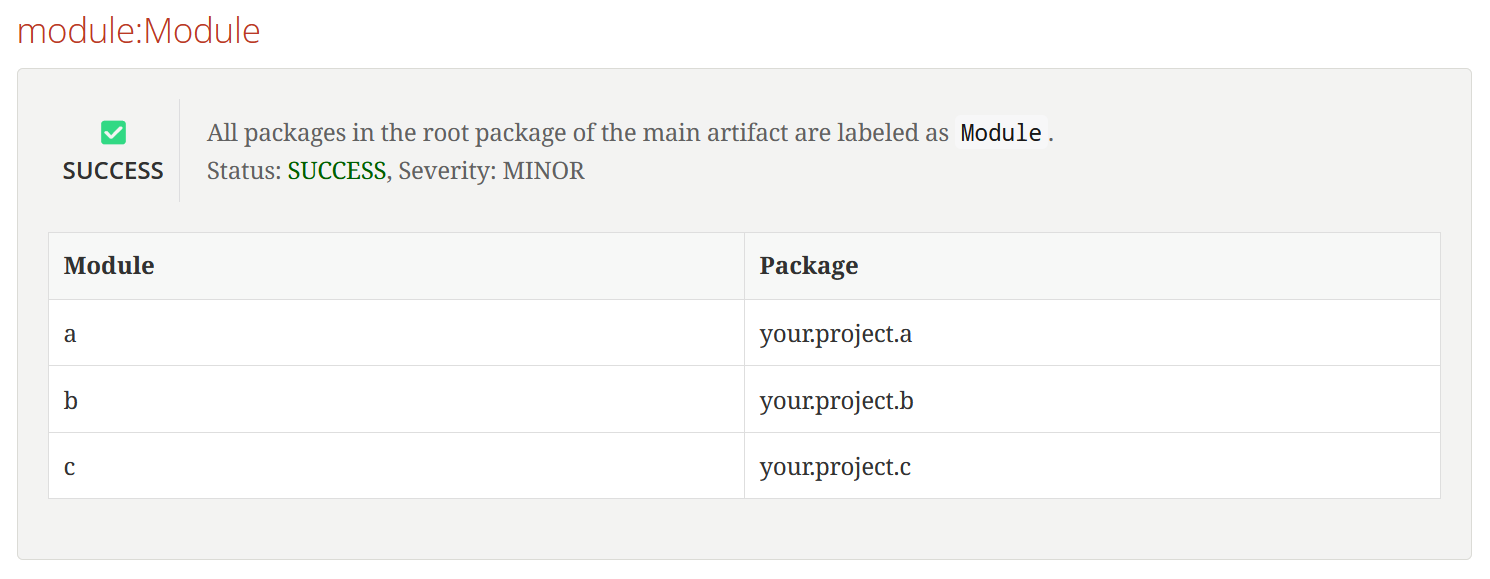 module:Module
All packages in the root package of the main artifact are labeled as Module.
SUCCESS
Status: SUCCESS, Severity: MINOR
Module Package
a your.project.a
b your.project.b
c your.project.c